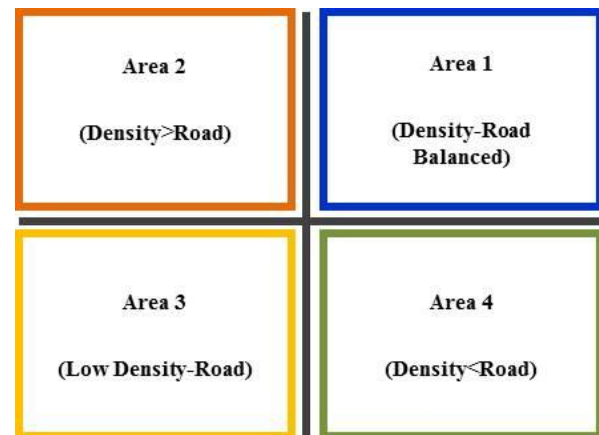 Area 2
(Density>Road)
Area 1
(Density-Road
Balanced)
Area 3
(Low Density-Road)
Area 4
(Density<Road)